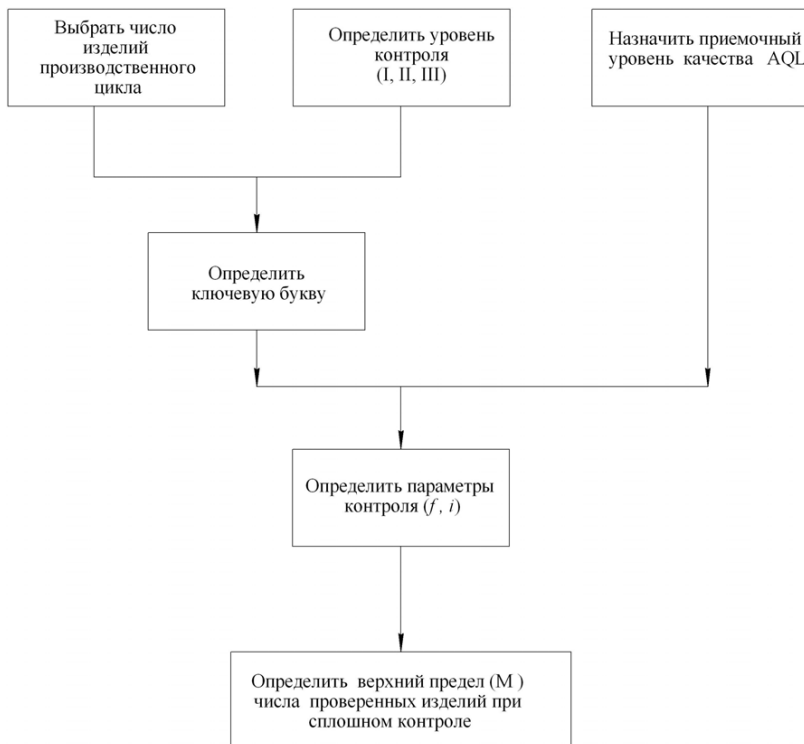 Выбрать число
изделий
производственного
цикла
Определить уровень
контроля
(I, II, III)
Назначить приемочный
уровень качества AQL
Определить
ключевую букву
Определить параметры
контроля (f, i)
Определить верхний предел (M )
числа проверенных изделий при
сплошном контроле